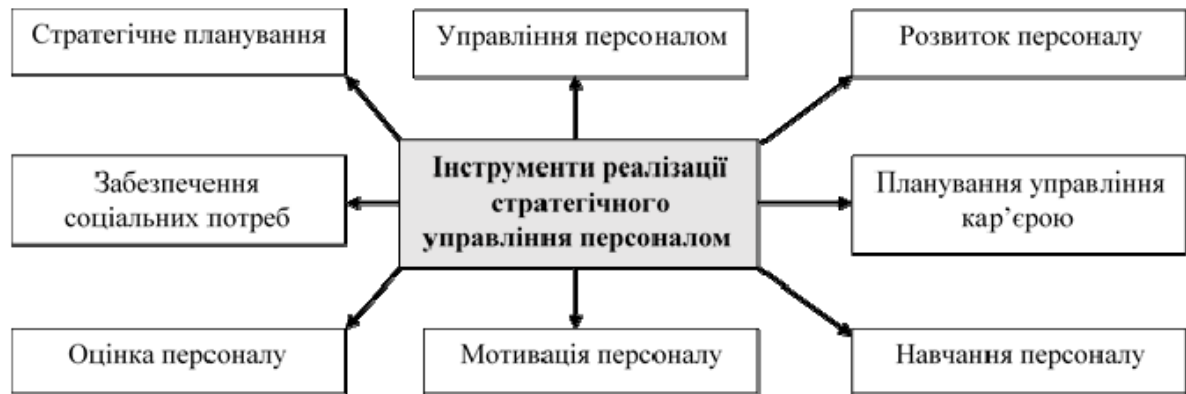 Стратегічне планування
Управління персоналом
Розвиток персоналу
Забезпечення
соціальних потреб
Інструменти реалізації
стратегічного
управління персоналом
Планування управління
кар’єрою
Оцінка персоналу
Мотивація персоналу
Навчання персоналу